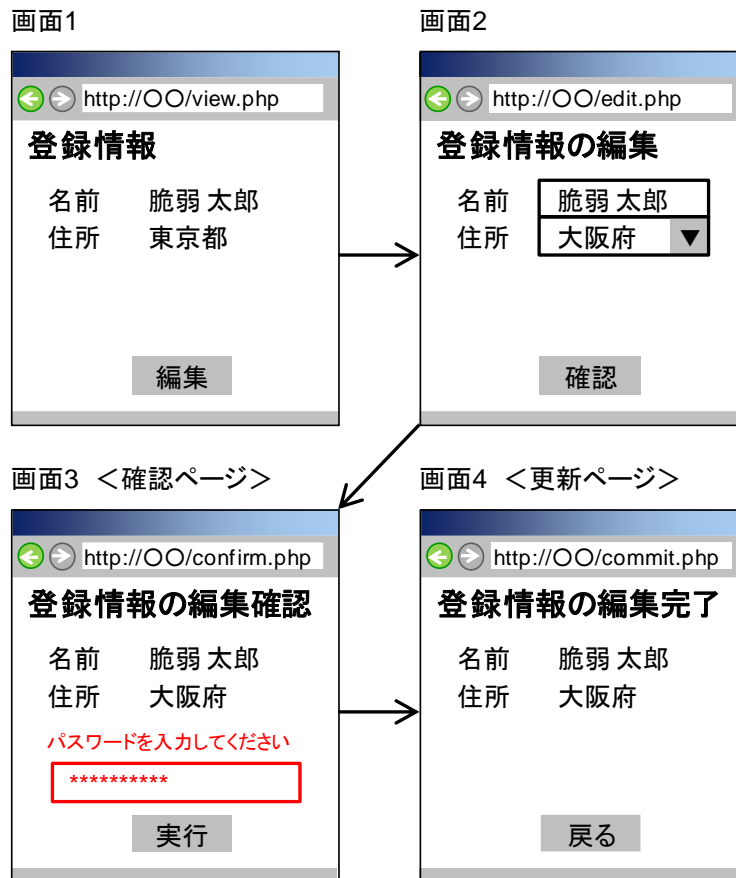 画面1
http://〇〇/view.php
登録情報
名前 脆弱 太郎
住所 東京都
編集
画面2
http://〇〇/edit.php
登録情報の編集
名前 脆弱 太郎
住所 大阪府 ▼
確認
画面3 ＜確認ページ＞
http://〇〇/confirm.php
登録情報の編集確認
名前 脆弱 太郎
住所 大阪府
パスワードを入力してください
**********
実行
画面4 ＜更新ページ＞
http://〇〇/commit.php
登録情報の編集完了
名前 脆弱 太郎
住所 大阪府
戻る